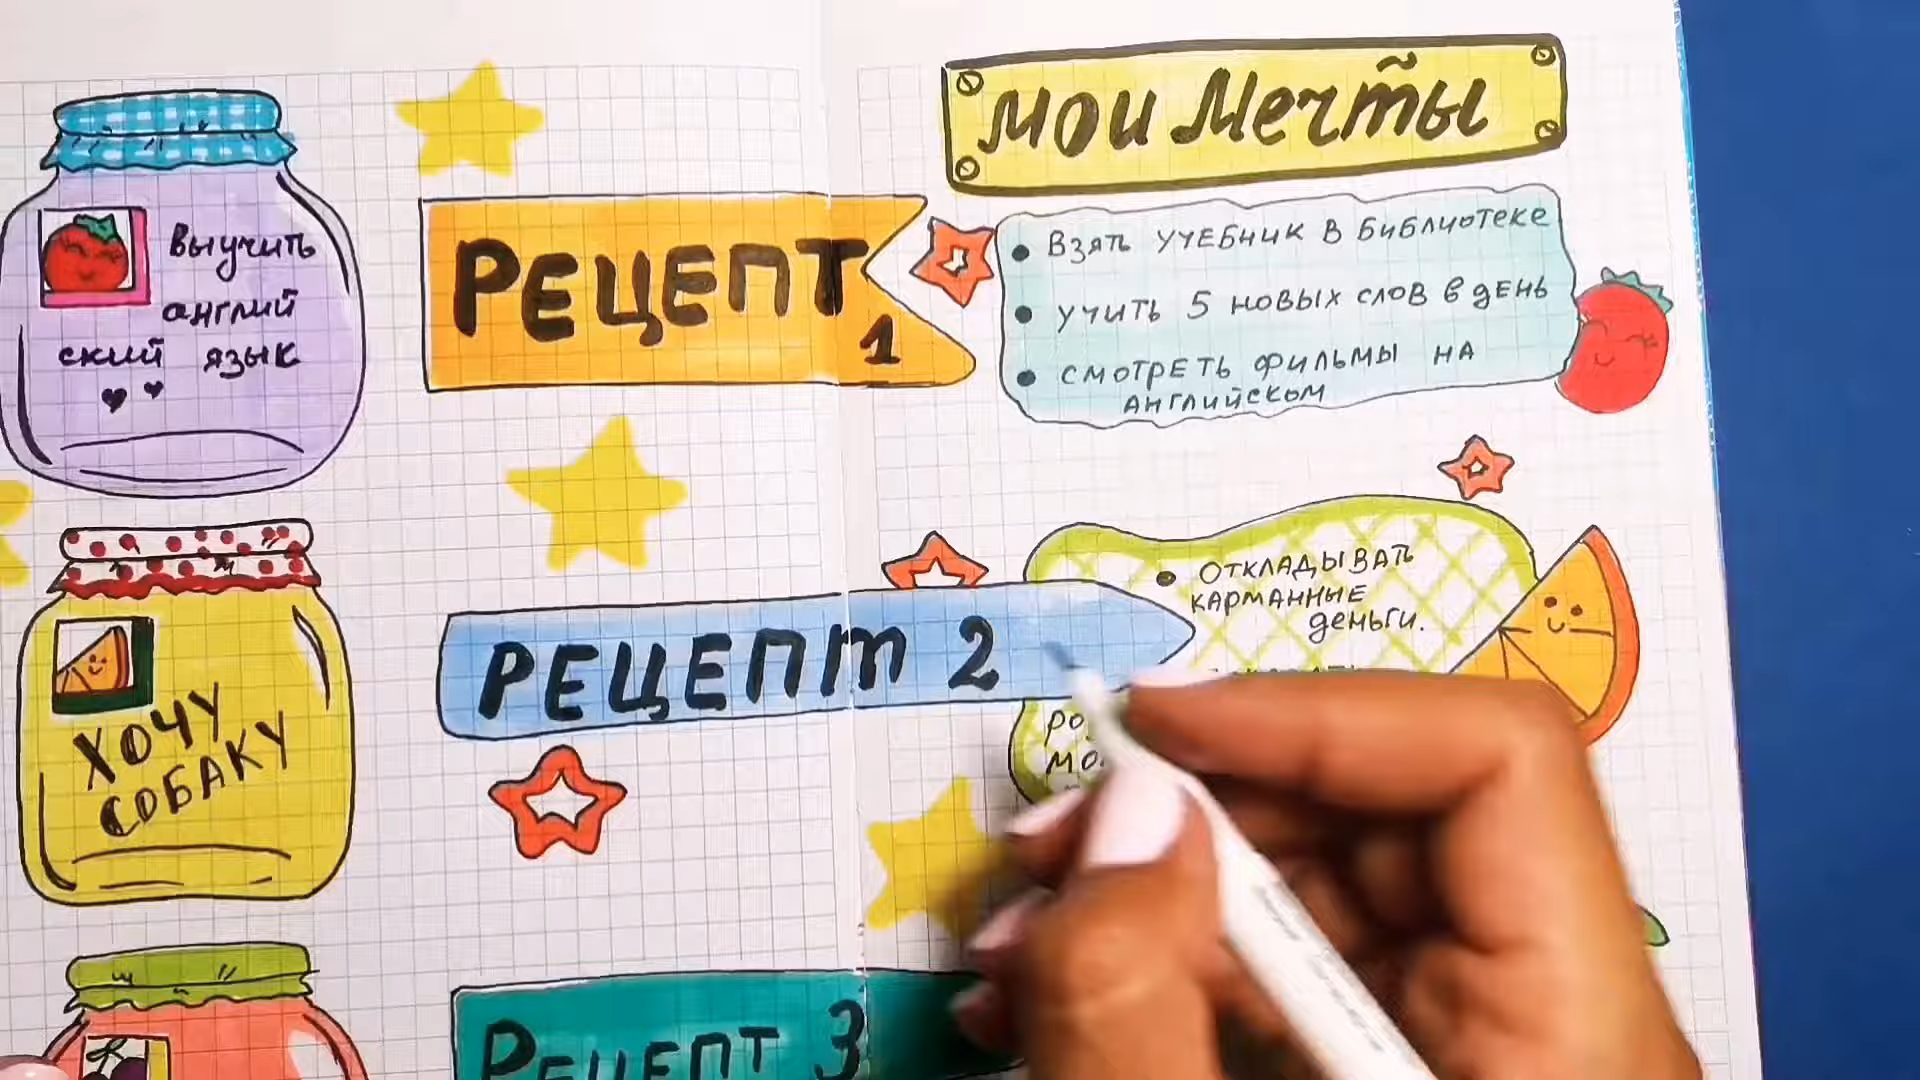 Мои Мечты
Выучить
англий
ский язык
РЕЦЕПТ
1
Взять учебник в библиотеке
учить 5 новых слов в день
смотреть фильмы на
английском
ХОЧУ
СОБАКУ
РЕЦЕПТ 2
откладывать
карманные
деньги.
РЕЦЕПТ 3